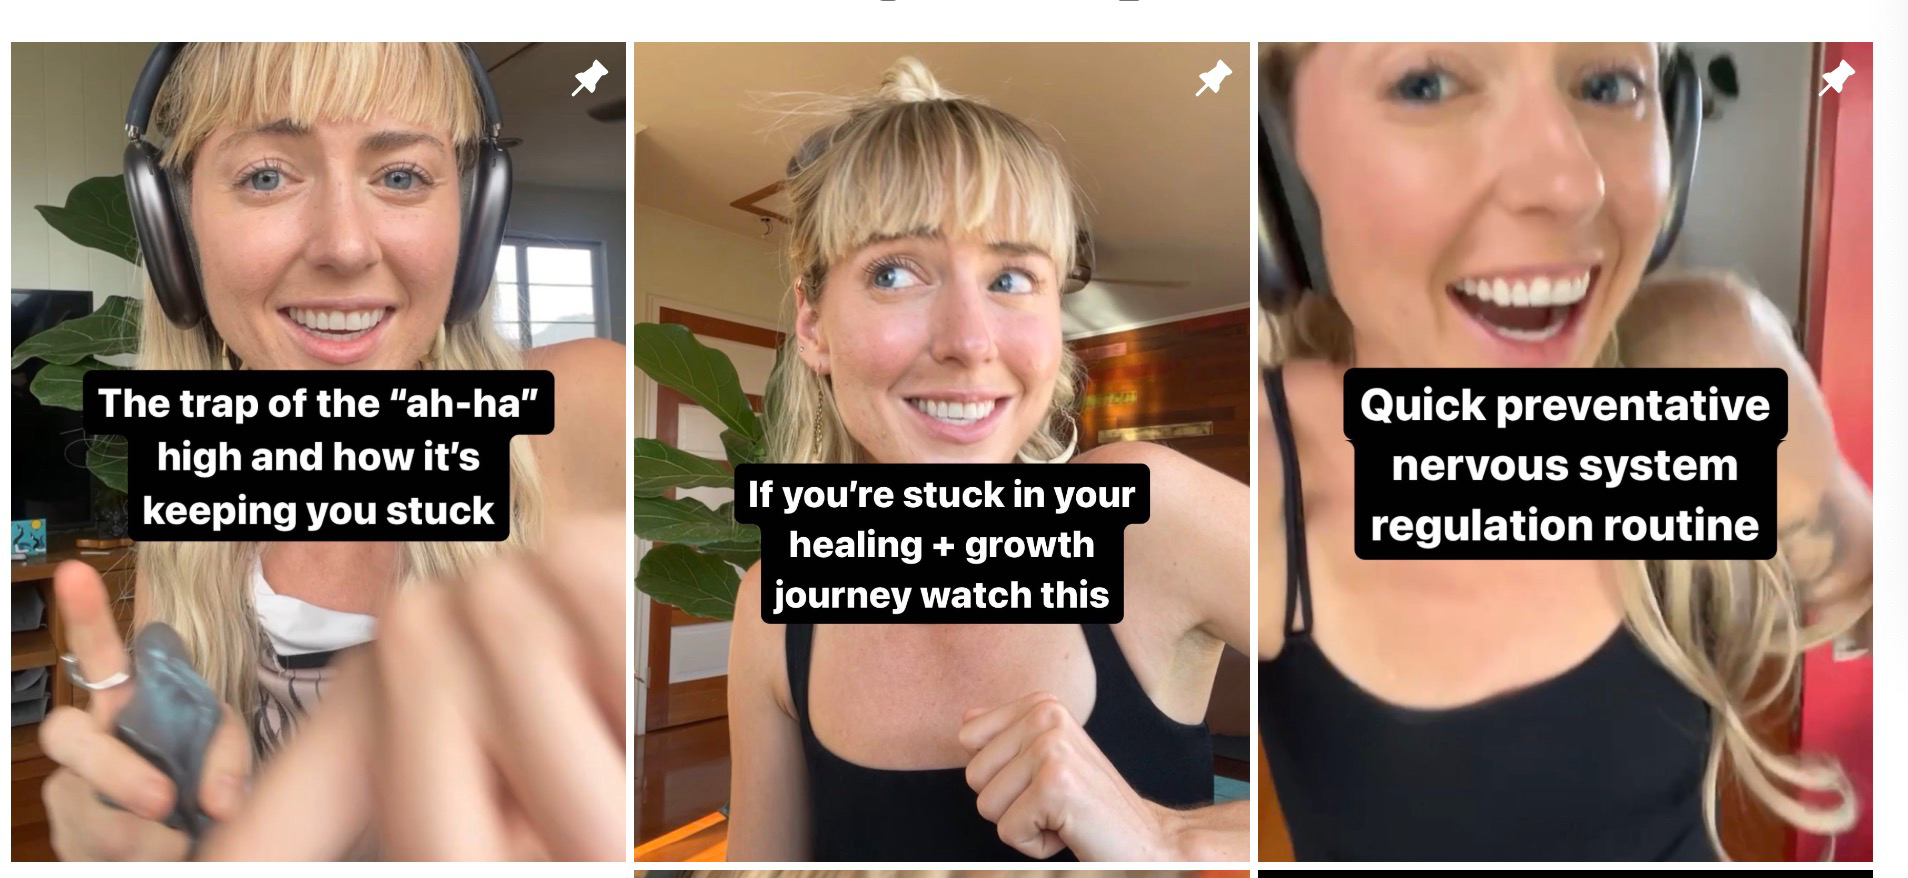 The trap of the “ah-ha”
high and how it’s
keeping you stuck
If you’re stuck in your
healing + growth
journey watch this
Quick preventative
nervous system
regulation routine